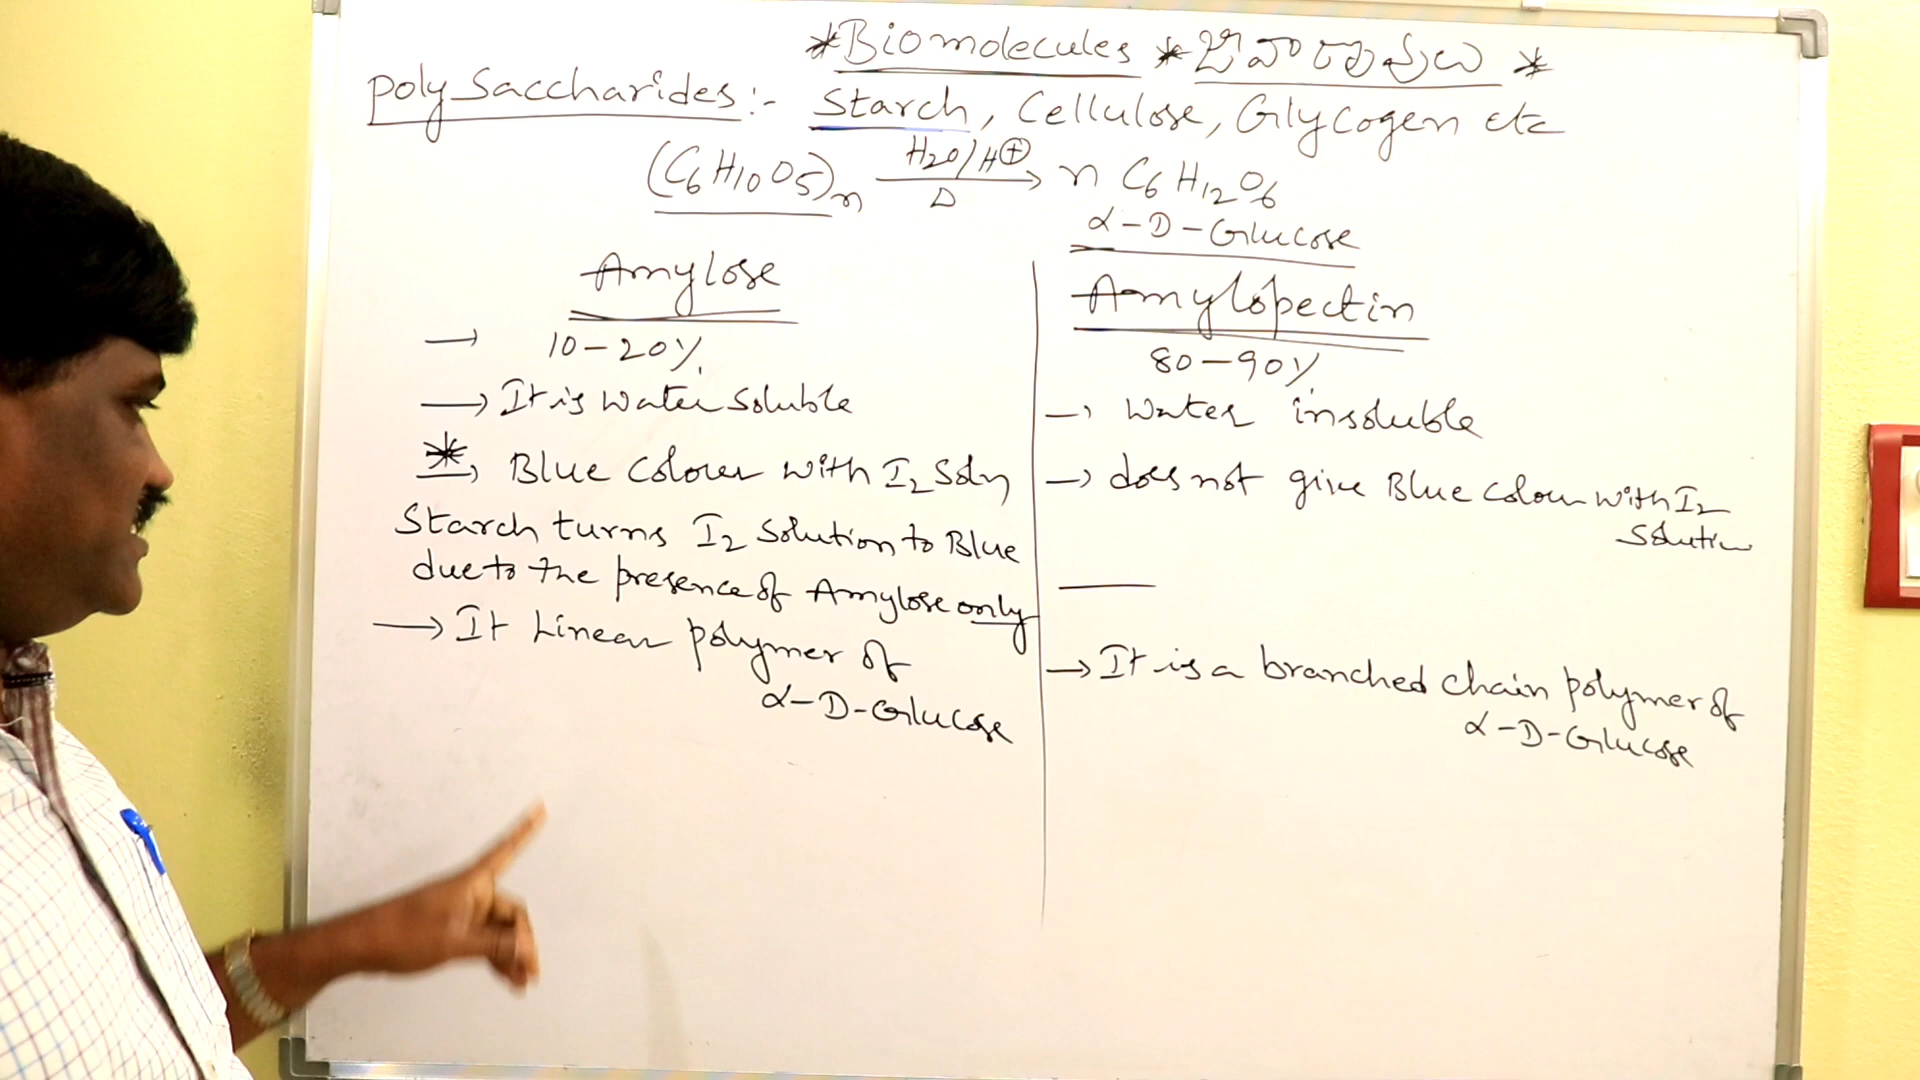 *Biomolecules * జీవాణువులు *
Polysaccharides:- Starch, Cellulose, Glycogen etc
(C₆H₁₀O₅)ₙ H₂O/H⊕ Δ → n C₆H₁₂O₆
α-D-Glucose
Amylose
→ 10-20%
→ It is water soluble
* → Blue Colour with I₂ Soln
Starch turns I₂ Solution to Blue
due to the presence of Amylose only
→ It Linear polymer of
α-D-Glucose
Amylopectin
80-90%
→ Water insoluble
→ does not give Blue Colour with I₂
Solution
→ It is a branched chain polymer of
α-D-Glucose